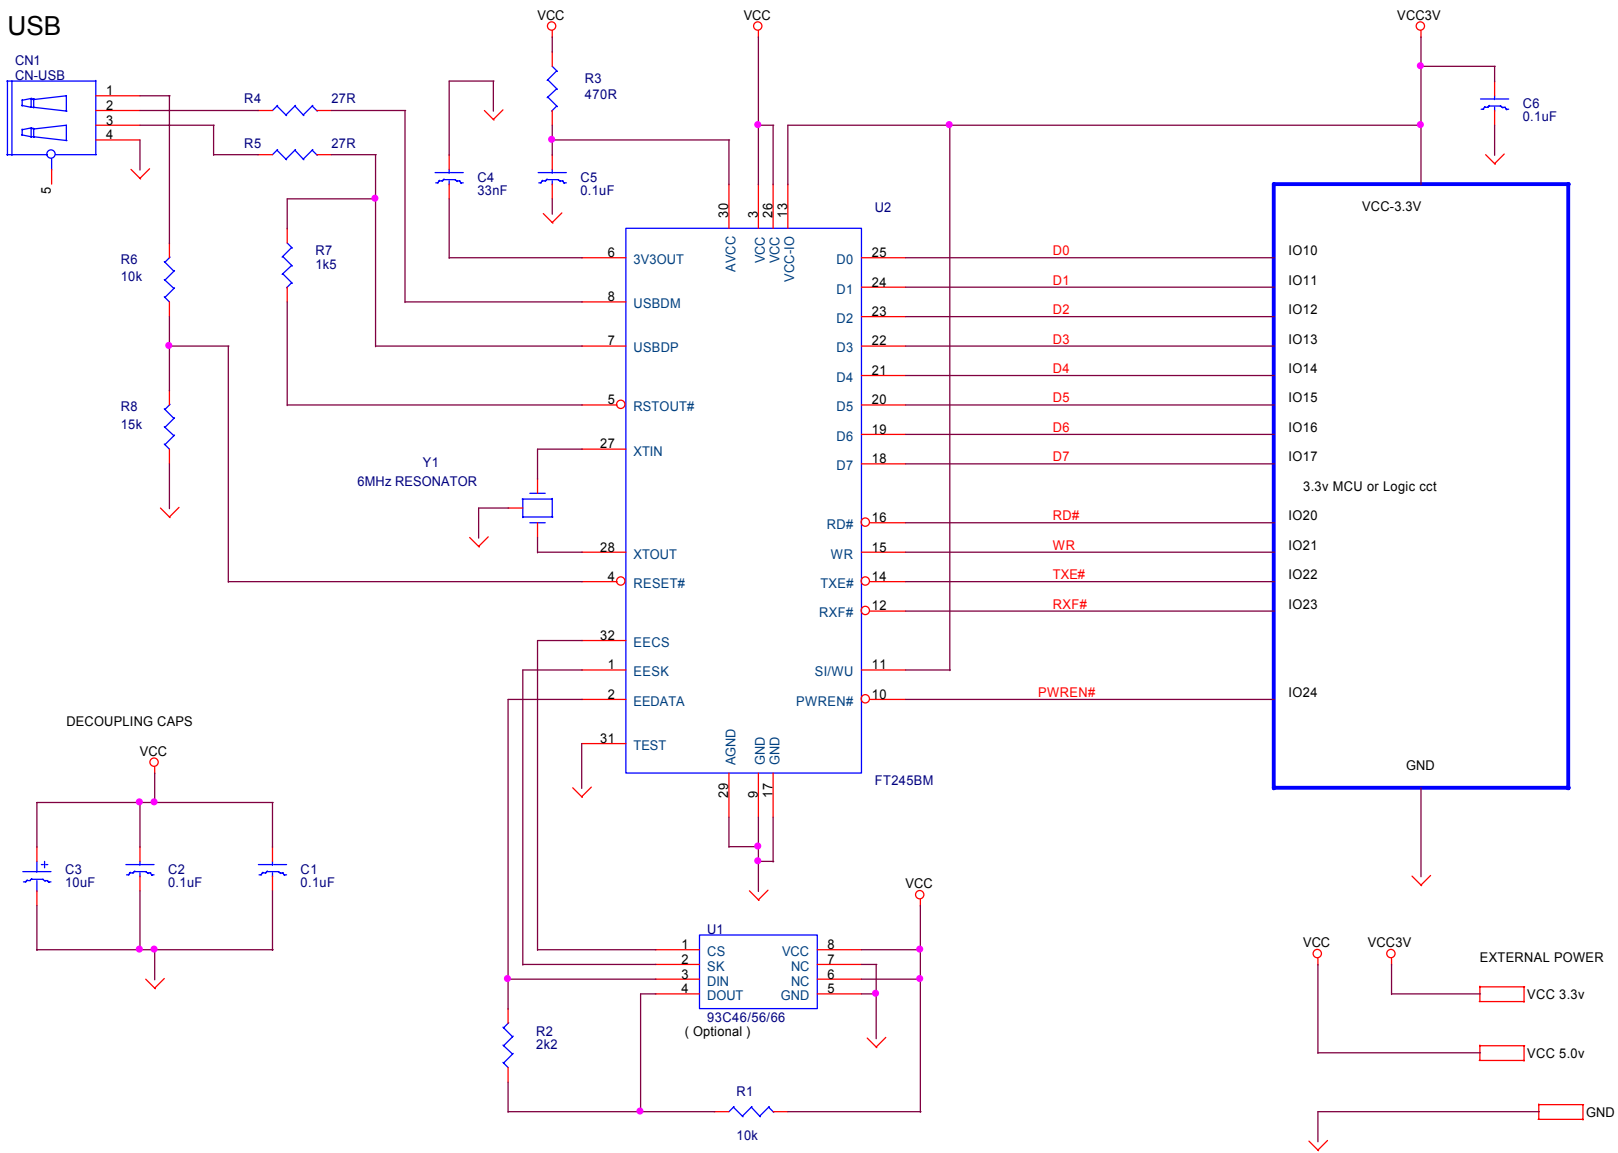 USB
CN1
CN-USB
1
2
3
4
5
R4 27R
R5 27R
R6
10k
R8
15k
R7
1k5
VCC
R3
470R
C4
33nF
C5
0.1uF
VCC
VCC3V
C6
0.1uF
U2
30
3
26
13
AVCC
VCC
VCC
VCC-IO
6 3V3OUT
8 USBDM
7 USBDP
5 RSTOUT#
27 XTIN
Y1
6MHz RESONATOR
28 XTOUT
4 RESET#
32 EECS
1 EESK
2 EEDATA
31 TEST
D0 25 D0 IO10
D1 24 D1 IO11
D2 23 D2 IO12
D3 22 D3 IO13
D4 21 D4 IO14
D5 20 D5 IO15
D6 19 D6 IO16
D7 18 D7 IO17
RD# 16 RD# IO20
WR 15 WR IO21
TXE# 14 TXE# IO22
RXF# 12 RXF# IO23
SI/WU 11
PWREN# 10 PWREN# IO24
AGND
GND
GND
29
9
17
FT245BM
VCC-3.3V
3.3v MCU or Logic cct
GND
DECOUPLING CAPS
VCC
+
C3
10uF
C2
0.1uF
C1
0.1uF
VCC
U1
1 CS VCC 8
2 SK NC 7
3 DIN NC 6
4 DOUT GND 5
93C46/56/66
( Optional )
R2
2k2
R1
10k
VCC
VCC3V
EXTERNAL POWER
VCC 3.3v
VCC 5.0v
GND